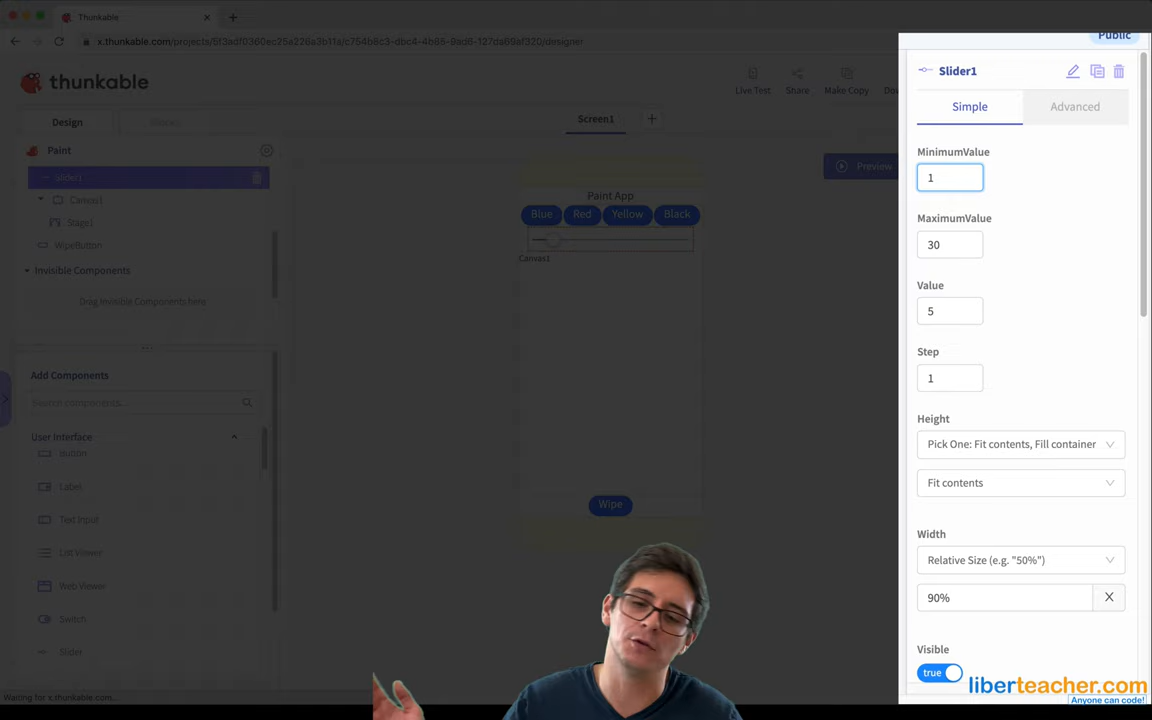 Thunkable
x.thunkable.com/projects/5f3adf0360ec25a226a3b11a/c754b8c3-dbc4-4b85-9ad6-127da69af320/designer
Public
thunkable
Live Test
Share
Make Copy
Dow
Design
Blocks
Screen1
Paint
Slider1
Canvas1
Stage1
WipeButton
Invisible Components
Drag Invisible Components here
Add Components
Search components...
User Interface
Button
Label
Text Input
List Viewer
Web Viewer
Switch
Slider
Waiting for x.thunkable.com...
Preview
Paint App
Blue Red Yellow Black
Canvas1
Wipe
Slider1
Simple
Advanced
MinimumValue
1
MaximumValue
30
Value
5
Step
1
Height
Pick One: Fit contents, Fill container
Fit contents
Width
Relative Size (e.g. "50%")
90%
X
Visible
true
liberteacher.com
Anyone can code!